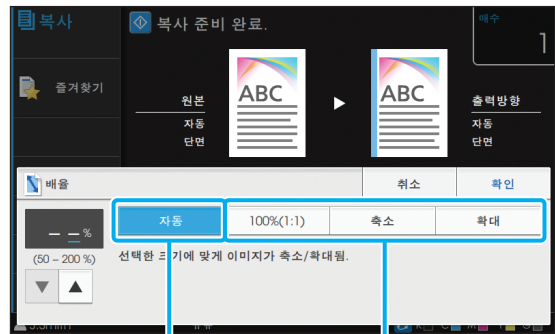 복사
복사 준비 완료.
매수
1
즐겨찾기
원본
자동
단면
ABC
ABC
출력방향
자동
단면
배율
취소
확인
자동
100%(1:1)
축소
확대
– – %
(50 – 200 %)
선택한 크기에 맞게 이미지가 축소/확대됨.